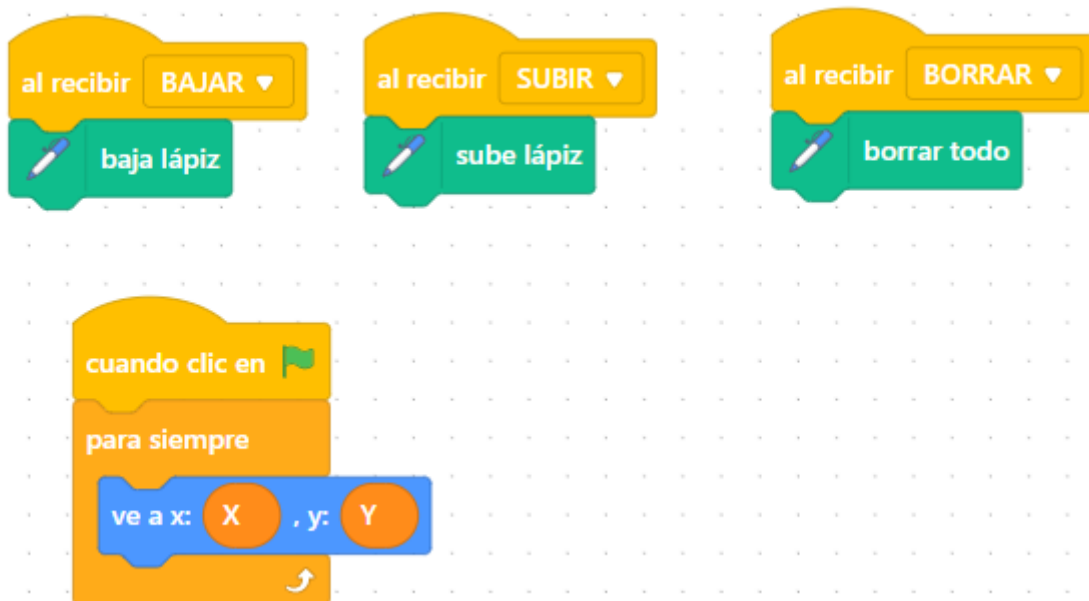 al recibir BAJAR
baja lápiz
al recibir SUBIR
sube lápiz
al recibir BORRAR
borrar todo
cuando clic en
para siempre
ve a x: X , y: Y